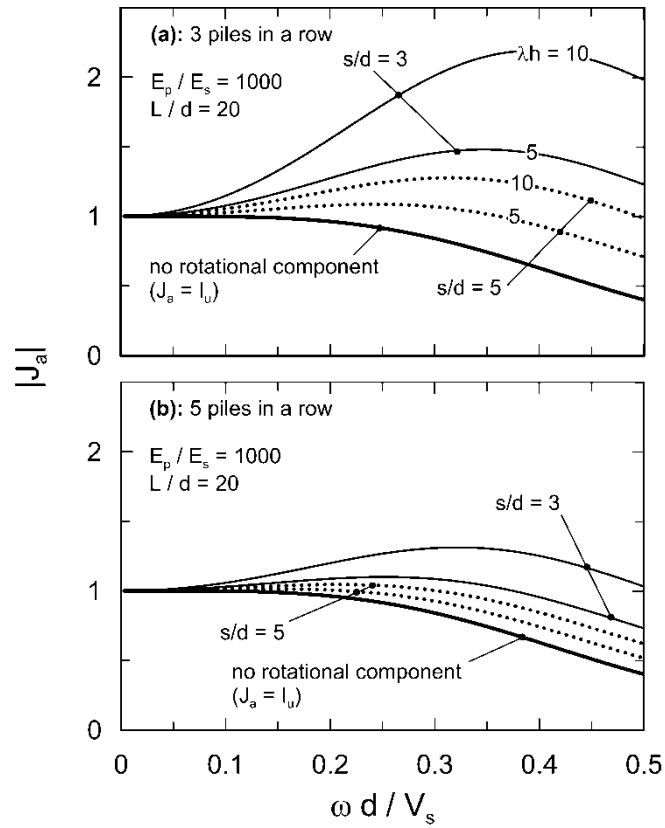 (a): 3 piles in a row
λh = 10
s/d = 3
E_p / E_s = 1000
L / d = 20
2
5
10
5
1
no rotational component
(J_a = I_u)
s/d = 5
0
|J_a|
(b): 5 piles in a row
E_p / E_s = 1000
L / d = 20
2
s/d = 3
1
s/d = 5
no rotational component
(J_a = I_u)
0
0 0.1 0.2 0.3 0.4 0.5
ω d / V_s